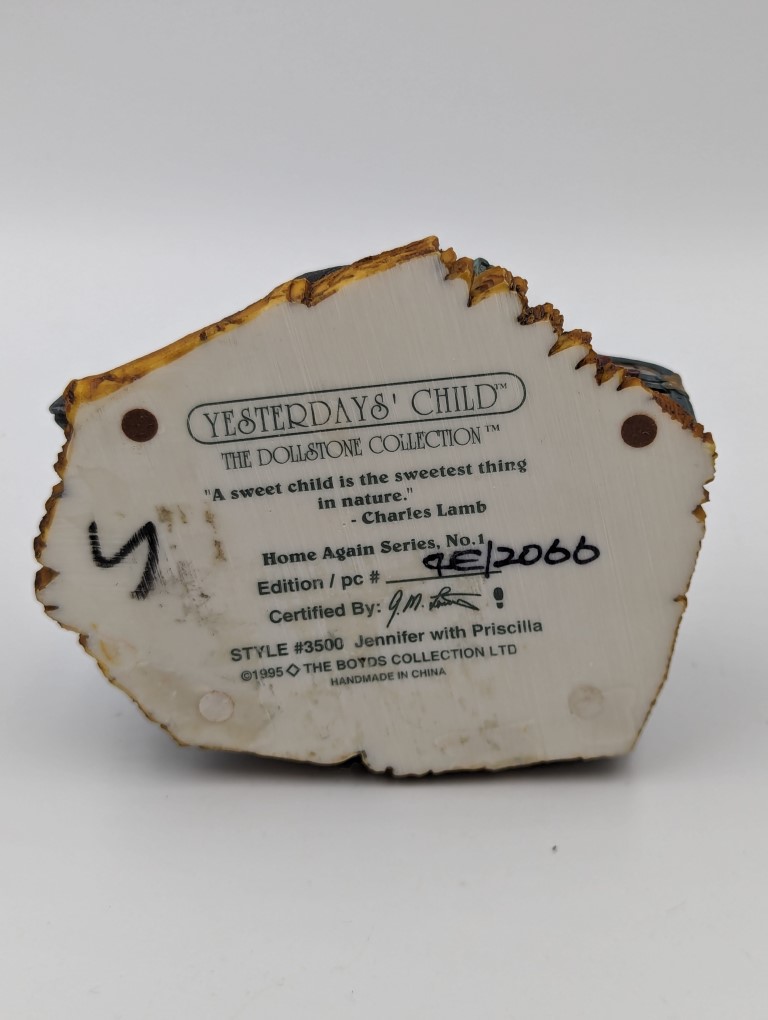 YESTERDAYS' CHILD™
THE DOLLSTONE COLLECTION™
"A sweet child is the sweetest thing
in nature."
- Charles Lamb
Home Again Series, No.1
Edition / pc # 4E/2066
Certified By:
STYLE #3500 Jennifer with Priscilla
©1995 THE BOYDS COLLECTION LTD
HANDMADE IN CHINA